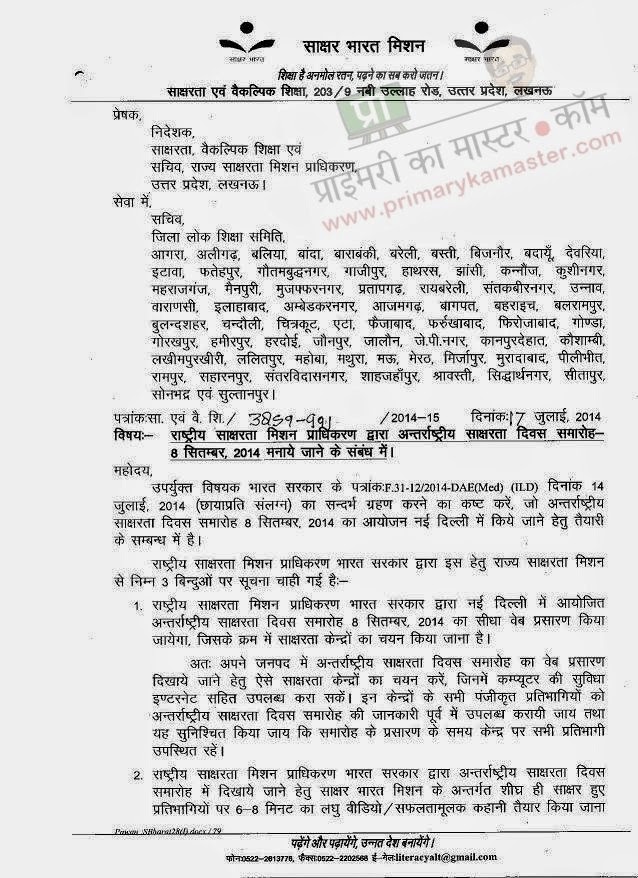 साक्षर भारत मिशन
साक्षर भारत
साक्षर भारत
शिक्षा है अनमोल रतन, पढ़ने का सब करो जतन।
साक्षरता एवं वैकल्पिक शिक्षा, 203/9 नबी उल्लाह रोड, उत्तर प्रदेश, लखनऊ
प्रा
प्राइमरी का मास्टर.कॉम
www.primarykamaster.com
प्रेषक,
निदेशक,
साक्षरता, वैकल्पिक शिक्षा एवं
सचिव, राज्य साक्षरता मिशन प्राधिकरण,
उत्तर प्रदेश, लखनऊ।
सेवा में,
सचिव,
जिला लोक शिक्षा समिति,
आगरा, अलीगढ़, बलिया, बांदा, बाराबंकी, बरेली, बस्ती, बिजनौर, बदायूँ, देवरिया,
इटावा, फतेहपुर, गौतमबुद्धनगर, गाजीपुर, हाथरस, झांसी, कन्नौज, कुशीनगर,
महराजगंज, मैनपुरी, मुजफ्फरनगर, प्रतापगढ़, रायबरेली, संतकबीरनगर, उन्नाव,
वाराणसी, इलाहाबाद, अम्बेडकरनगर, आजमगढ़, बागपत, बहराइच, बलरामपुर,
बुलन्दशहर, चन्दौली, चित्रकूट, एटा, फैजाबाद, फर्रुखाबाद, फिरोजाबाद, गोण्डा,
गोरखपुर, हमीरपुर, हरदोई, जौनपुर, जालौन, जे.पी.नगर, कानपुरदेहात, कौशाम्बी,
लखीमपुरखीरी, ललितपुर, महोबा, मथुरा, मऊ, मेरठ, मिर्जापुर, मुरादाबाद, पीलीभीत,
रामपुर, सहारनपुर, संतरविदासनगर, शाहजहाँपुर, श्रावस्ती, सिद्धार्थनगर, सीतापुर,
सोनभद्र एवं सुल्तानपुर।
पत्रांक:सा. एवं वै. शि./ /2014-15 दिनांक: 17 जुलाई, 2014
विषयः- राष्ट्रीय साक्षरता मिशन प्राधिकरण द्वारा अन्तर्राष्ट्रीय साक्षरता दिवस समारोह-
8 सितम्बर, 2014 मनाये जाने के संबंध में।
महोदय,
उपर्युक्त विषयक भारत सरकार के पत्रांक:F.31-12/2014-DAE(Med) (ILD) दिनांक 14
जुलाई, 2014 (छायाप्रति संलग्न) का सन्दर्भ ग्रहण करने का कष्ट करें, जो अन्तर्राष्ट्रीय
साक्षरता दिवस समारोह 8 सितम्बर, 2014 का आयोजन नई दिल्ली में किये जाने हेतु तैयारी
के सम्बन्ध में है।
राष्ट्रीय साक्षरता मिशन प्राधिकरण भारत सरकार द्वारा इस हेतु राज्य साक्षरता मिशन
से निम्न 3 बिन्दुओं पर सूचना चाही गई हैः-
1. राष्ट्रीय साक्षरता मिशन प्राधिकरण भारत सरकार द्वारा नई दिल्ली में आयोजित
अन्तर्राष्ट्रीय साक्षरता दिवस समारोह 8 सितम्बर, 2014 का सीधा वेब प्रसारण किया
जायेगा, जिसके क्रम में साक्षरता केन्द्रों का चयन किया जाना है।
अतः अपने जनपद में अन्तर्राष्ट्रीय साक्षरता दिवस समारोह का वेब प्रसारण
दिखाये जाने हेतु ऐसे साक्षरता केन्द्रों का चयन करें, जिनमें कम्प्यूटर की सुविधा
इण्टरनेट सहित उपलब्ध करा सकें। इन केन्द्रों के सभी पंजीकृत प्रतिभागियों को
अन्तर्राष्ट्रीय साक्षरता दिवस समारोह की जानकारी पूर्व में उपलब्ध करायी जाय तथा
यह सुनिश्चित किया जाय कि समारोह के प्रसारण के समय केन्द्र पर सभी प्रतिभागी
उपस्थित रहें।
2. राष्ट्रीय साक्षरता मिशन प्राधिकरण भारत सरकार द्वारा अन्तर्राष्ट्रीय साक्षरता दिवस
समारोह में दिखाये जाने हेतु साक्षर भारत मिशन के अन्तर्गत शीघ्र ही साक्षर हुए
प्रतिभागियों पर 6-8 मिनट का लघु वीडियो/सफलतामूलक कहानी तैयार किया जाना
Pawan SBharat28(I).docx / 79
पढ़ेंगे और पढ़ायेंगे, उन्नत देश बनायेंगे।
फोन:0522-2613778, फैक्स:0522-2202568 ई-मेल:literacyalt@gmail.com